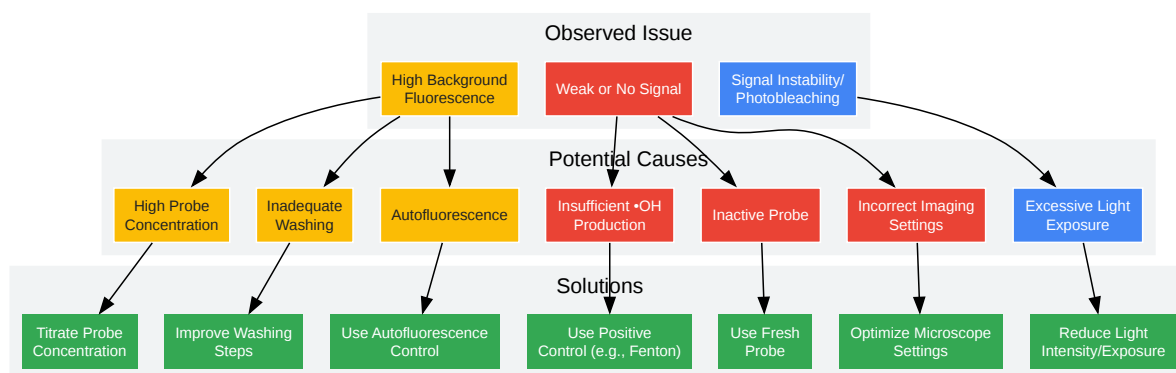 Observed Issue
High Background
Fluorescence
Weak or No Signal
Signal Instability/
Photobleaching
Potential Causes
High Probe
Concentration
Inadequate
Washing
Autofluorescence
Insufficient •OH
Production
Inactive Probe
Incorrect Imaging
Settings
Excessive Light
Exposure
Solutions
Titrate Probe
Concentration
Improve Washing
Steps
Use Autofluorescence
Control
Use Positive
Control (e.g., Fenton)
Use Fresh
Probe
Optimize Microscope
Settings
Reduce Light
Intensity/Exposure